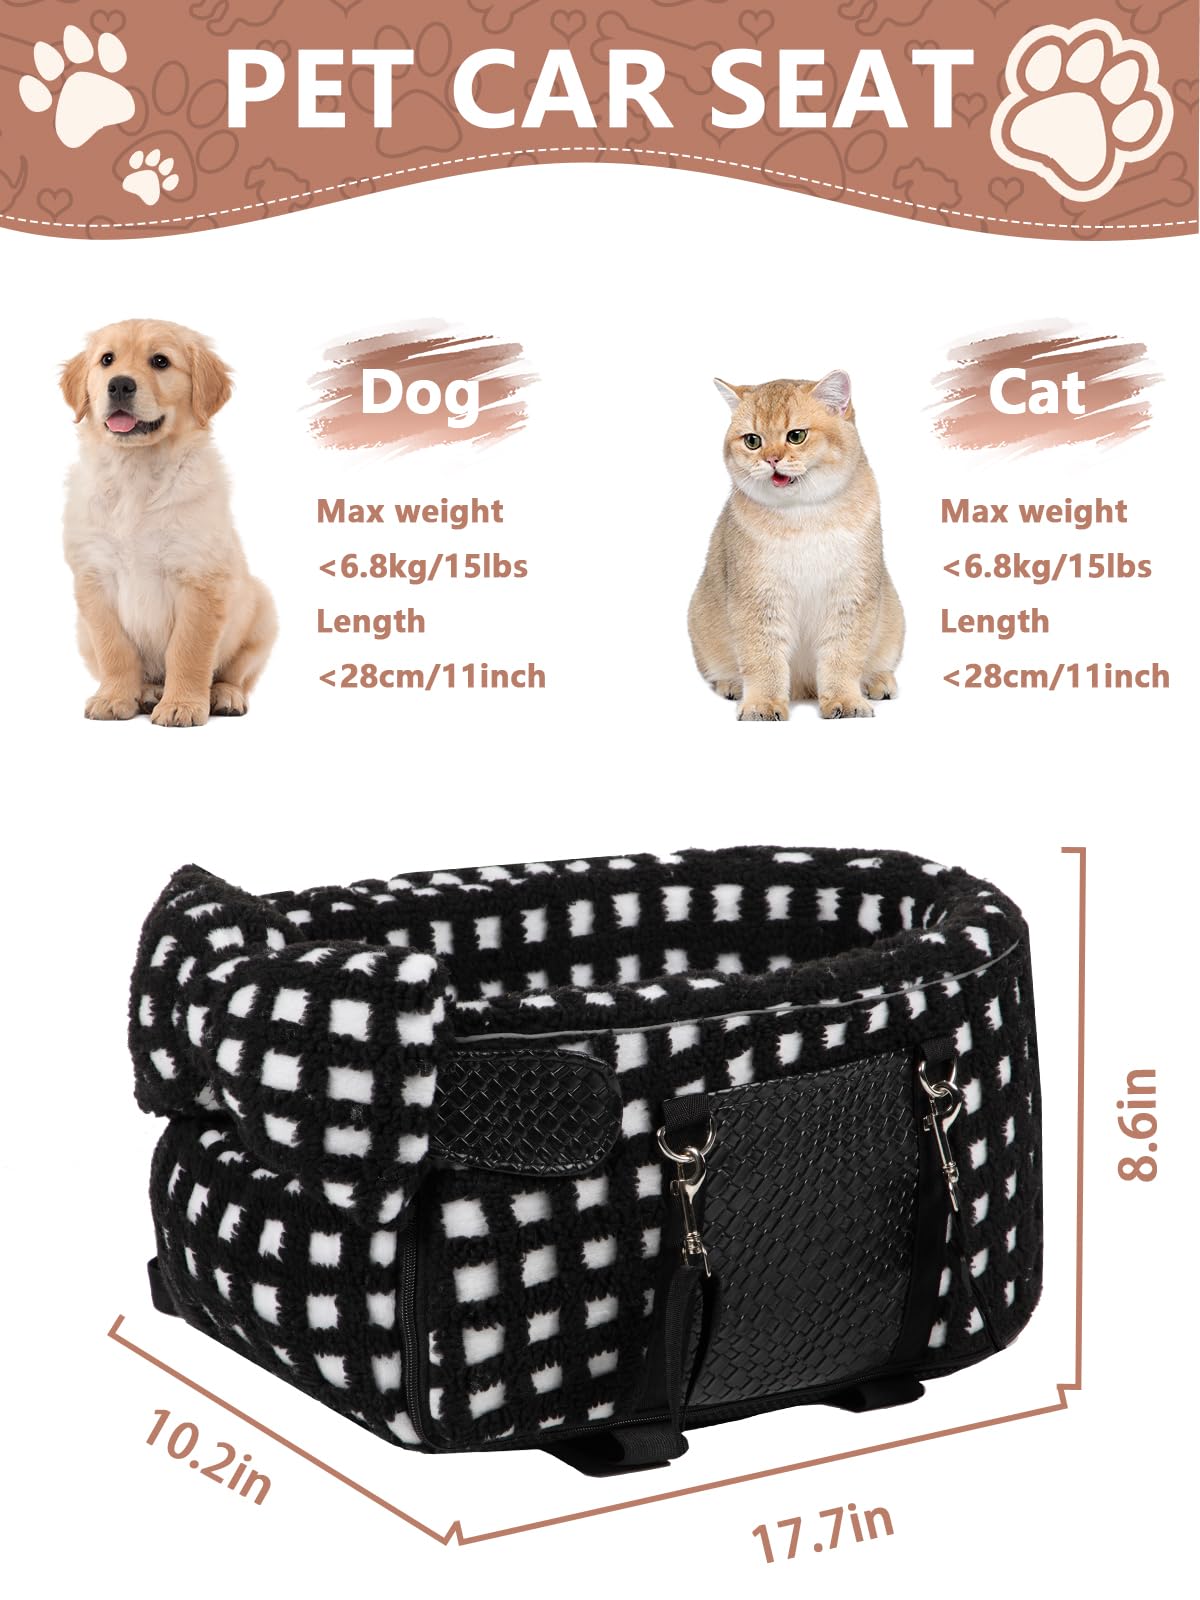 PET CAR SEAT
Dog
Max weight
<6.8kg/15lbs
Length
<28cm/11inch
Cat
Max weight
<6.8kg/15lbs
Length
<28cm/11inch
8.6in
10.2in
17.7in